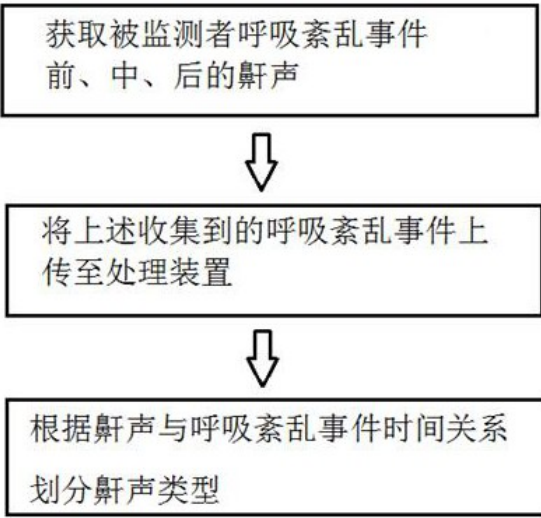 获取被监测者呼吸紊乱事件
前、中、后的鼾声
将上述收集到的呼吸紊乱事件上
传至处理装置
根据鼾声与呼吸紊乱事件时间关系
划分鼾声类型